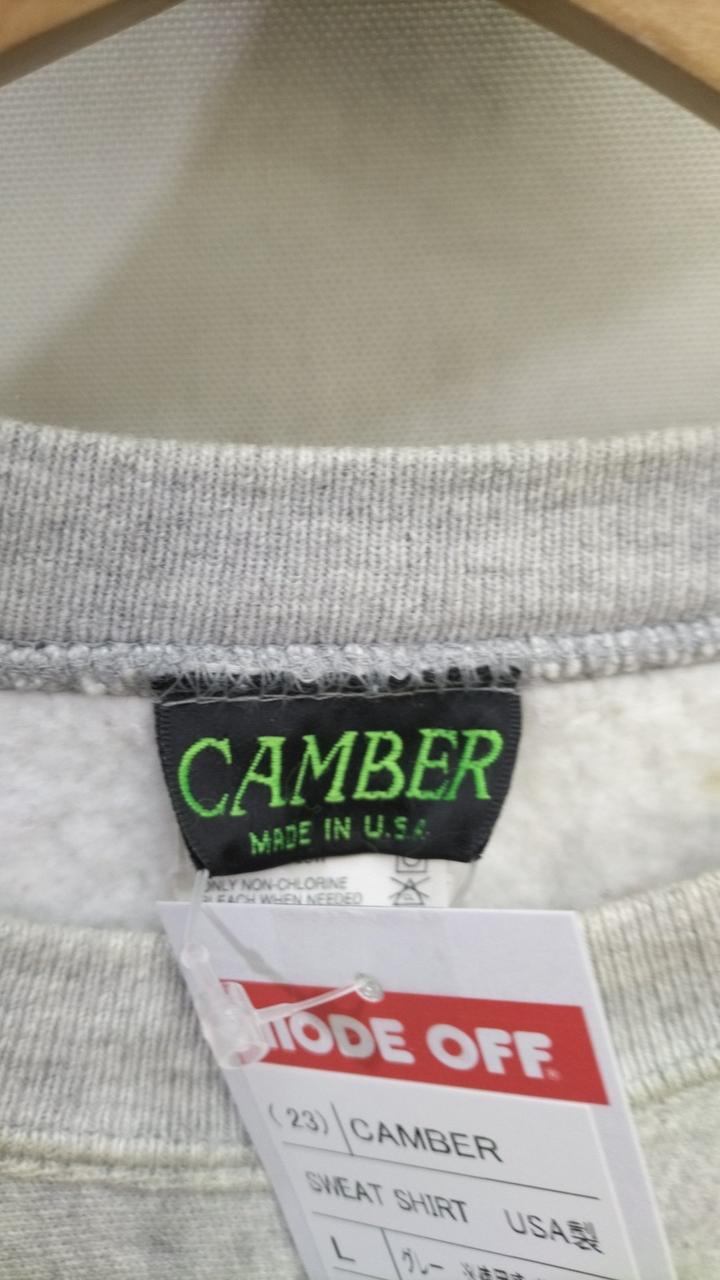 CAMBER
MADE IN U.S.A.
ONLY NON-CHLORINE
BLEACH WHEN NEEDED
MODE OFF
(23) CAMBER
SWEAT SHIRT USA製
L グレー